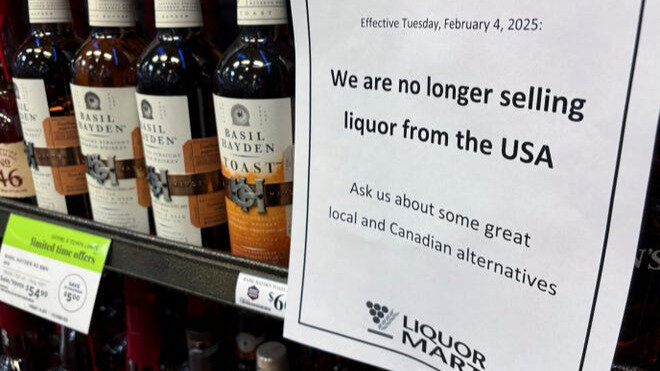 Effective Tuesday, February 4, 2025:
We are no longer selling
liquor from the USA
Ask us about some great
local and Canadian alternatives
LIQUOR
MART
BASIL
HAYDEN
BASIL
HAYDEN
BASIL
HAYDEN
TOAST
46
limited time offers
$54.99
SAVE
$5.00